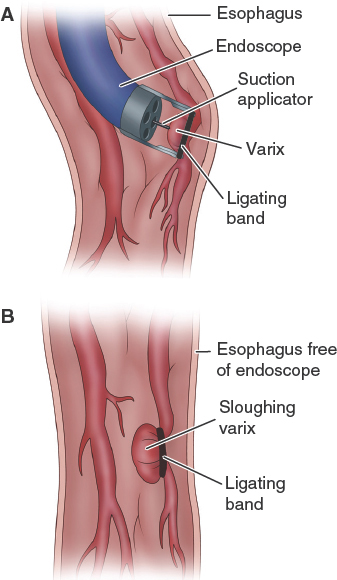 A
Esophagus
Endoscope
Suction
applicator
Varix
Ligating
band
B
Esophagus free
of endoscope
Sloughing
varix
Ligating
band